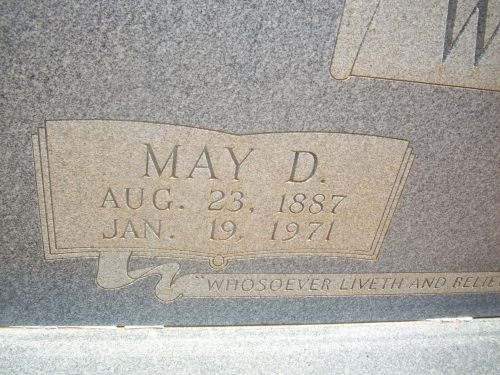 W
MAY D.
AUG. 23, 1887
JAN. 19, 1971
"WHOSOEVER LIVETH AND